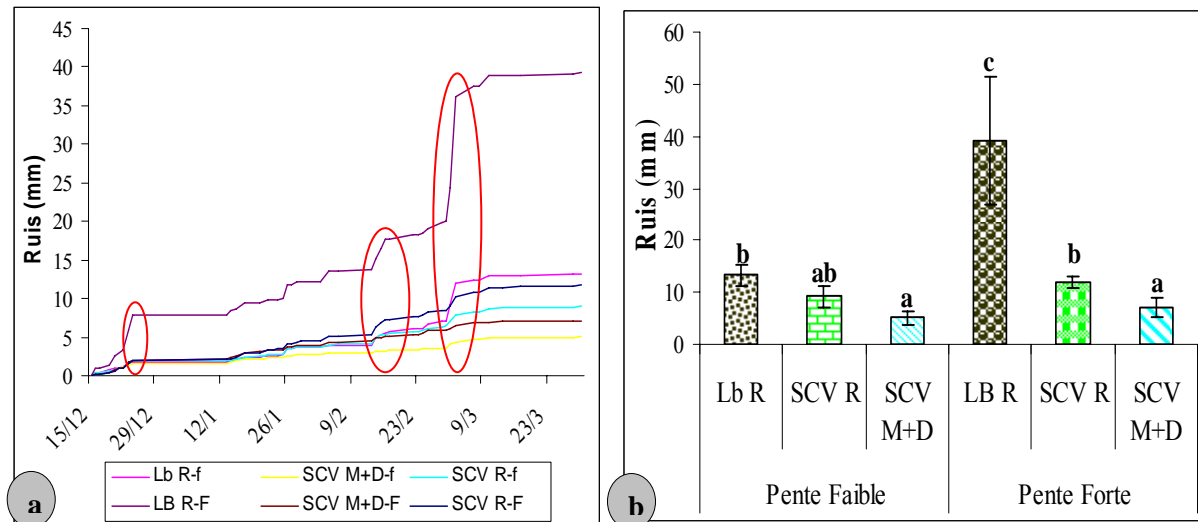 45
40
35
30
25
20
15
10
5
0
Ruis (mm)
15/12
29/12
12/1
26/1
9/2
23/2
9/3
23/3
Lb R-f
SCV M+D-f
SCV R-f
LB R-F
SCV M+D-F
SCV R-F
a
60
50
40
30
20
10
0
Ruis (mm)
b
ab
a
c
b
a
Lb R
SCV R
SCV
M+D
LB R
SCV R
SCV
M+D
Pente Faible
Pente Forte
b